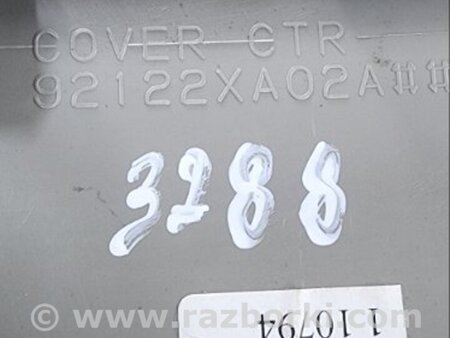 COVER CTR
92122XA02A##
3288
110794
© www.razborki.com